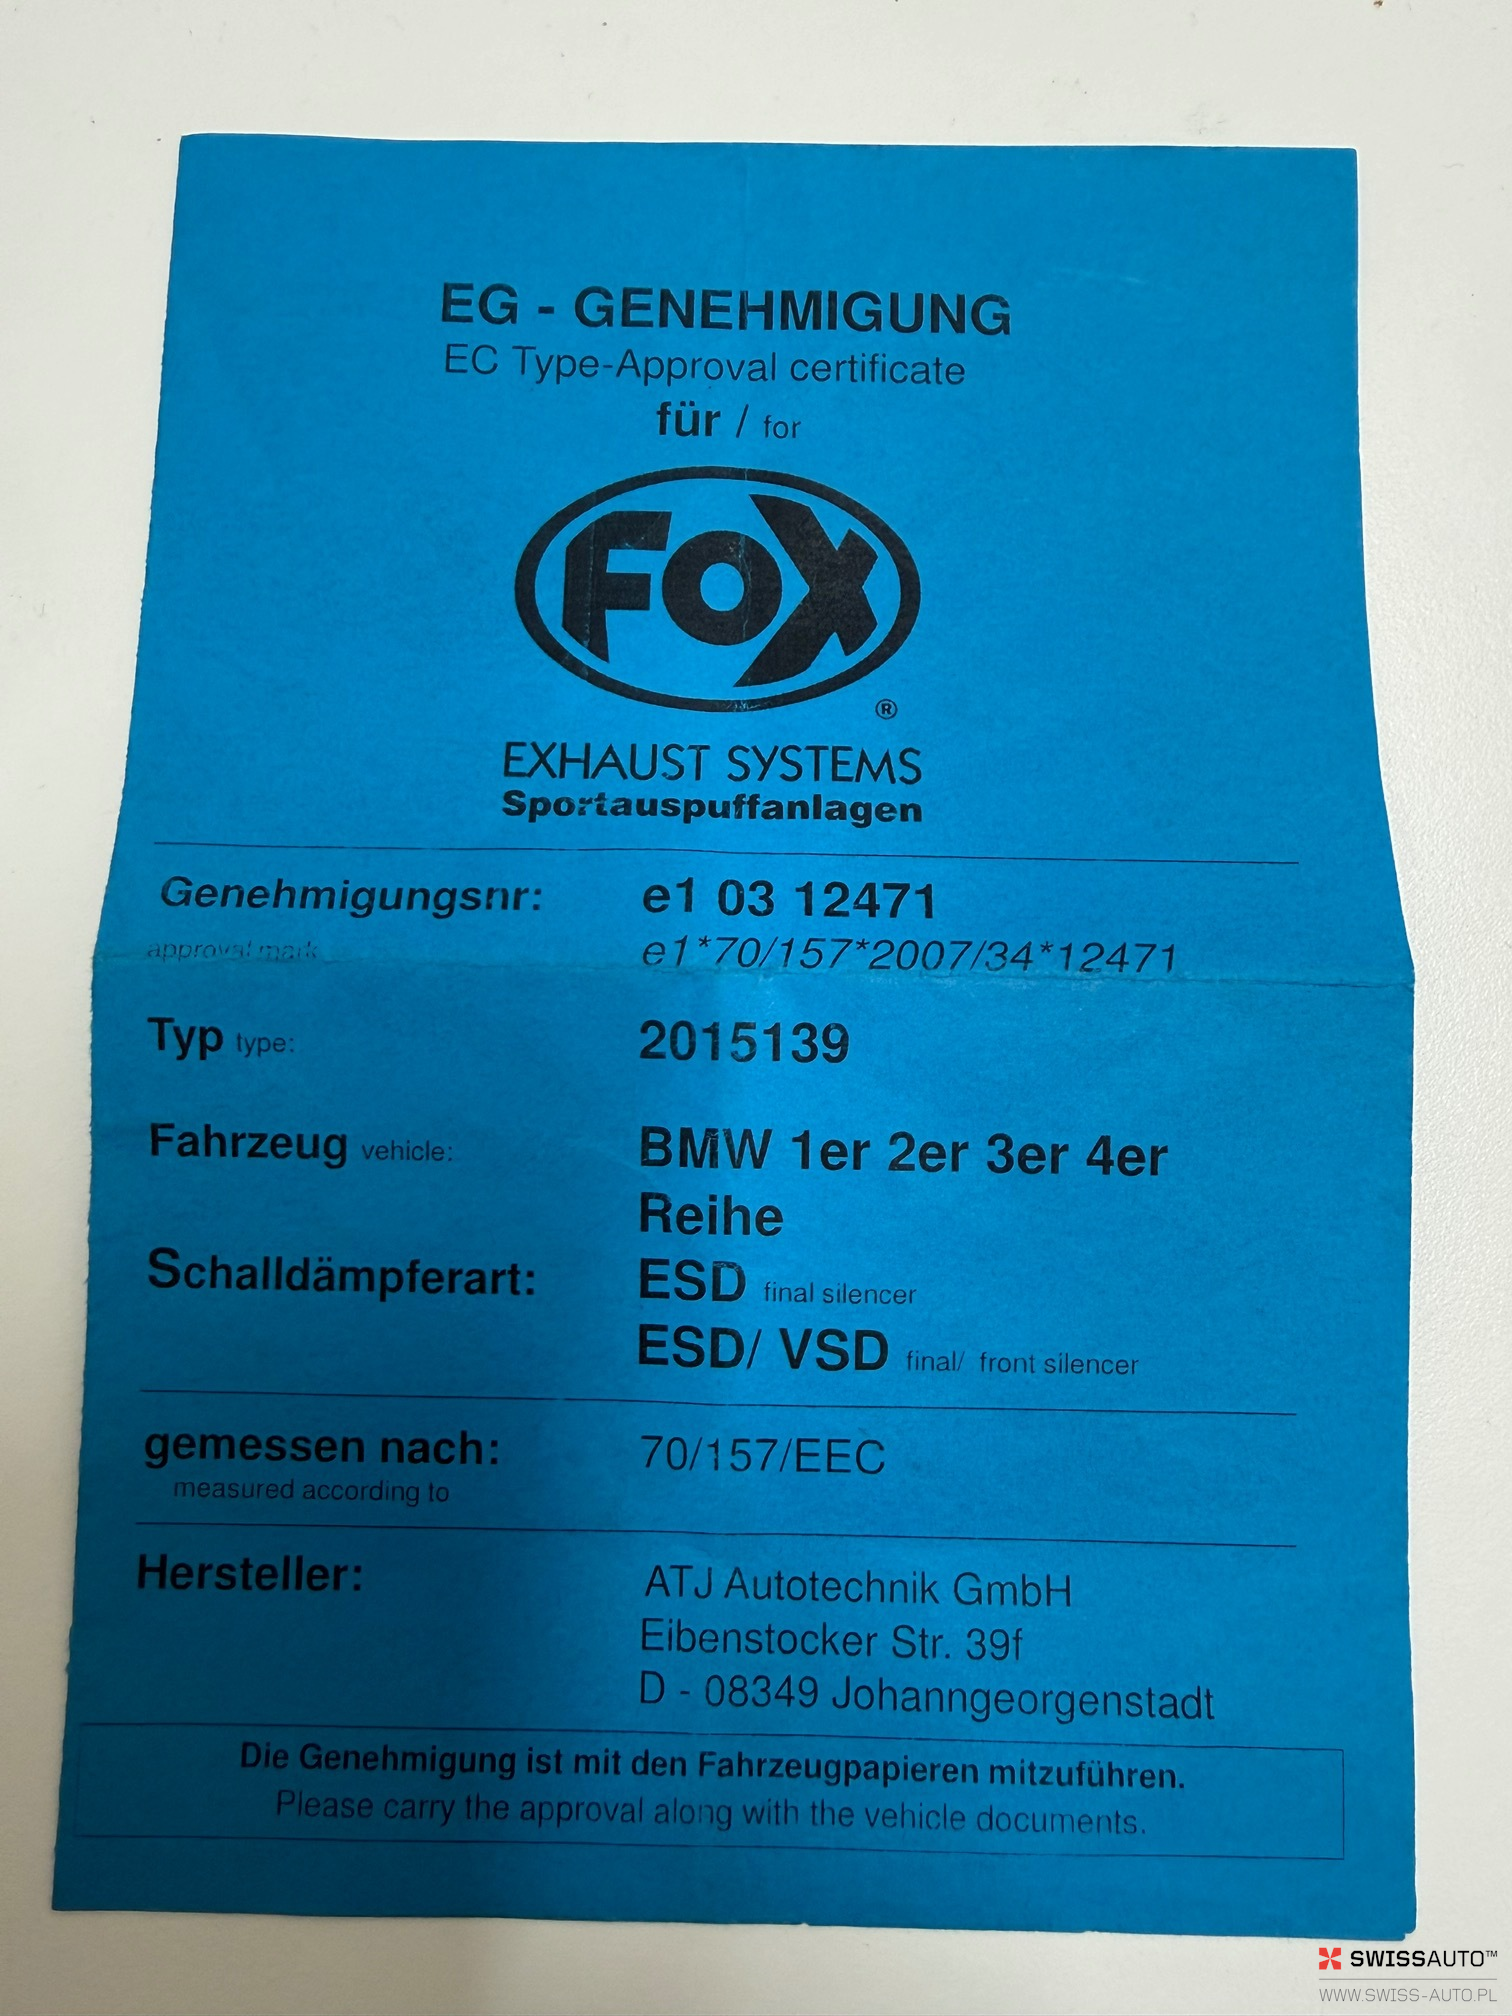 EG - GENEHMIGUNG
EC Type-Approval certificate
für / for
FOX
®
EXHAUST SYSTEMS
Sportauspuffanlagen
Genehmigungsnr: e1 03 12471
approval mark e1*70/157*2007/34*12471
Typ type: 2015139
Fahrzeug vehicle: BMW 1er 2er 3er 4er
Reihe
Schalldämpferart: ESD final silencer
ESD/ VSD final/ front silencer
gemessen nach: 70/157/EEC
measured according to
Hersteller: ATJ Autotechnik GmbH
Eibenstocker Str. 39f
D - 08349 Johanngeorgenstadt
Die Genehmigung ist mit den Fahrzeugpapieren mitzuführen.
Please carry the approval along with the vehicle documents.
SWISSAUTO™
WWW.SWISS-AUTO.PL